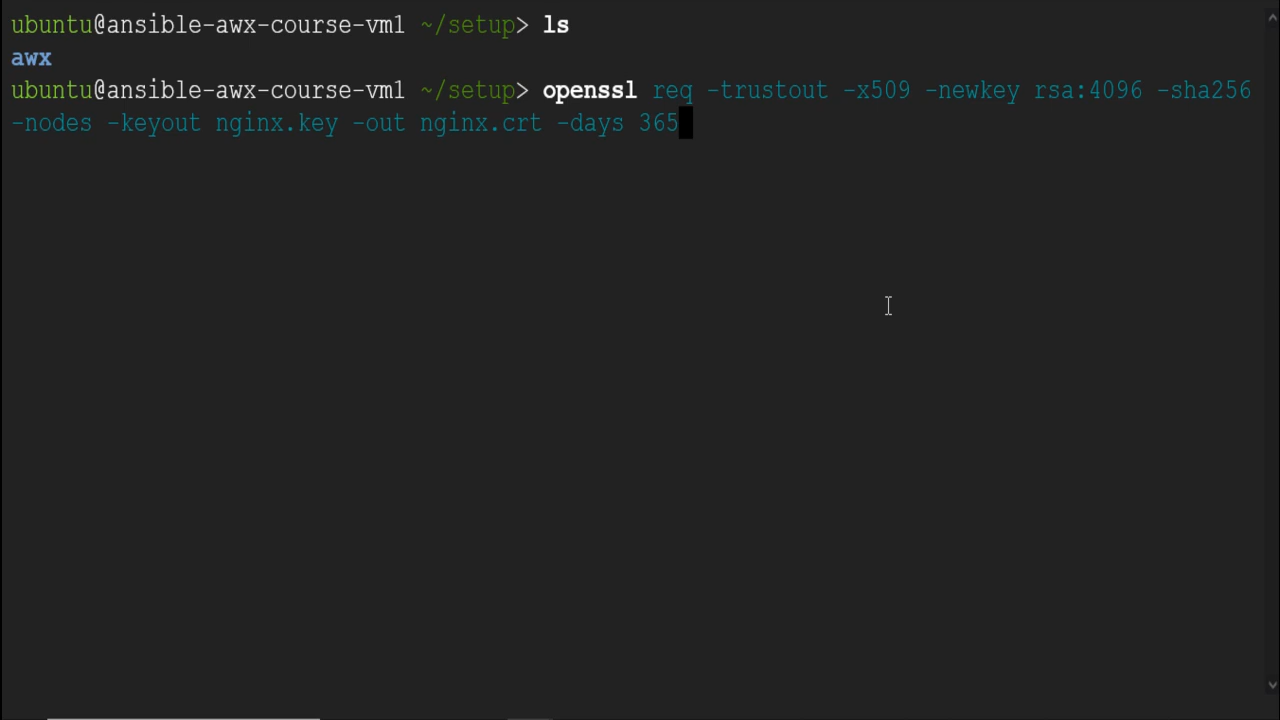 ubuntu@ansible-awx-course-vm1 ~/setup> ls
awx
ubuntu@ansible-awx-course-vm1 ~/setup> openssl req -trustout -x509 -newkey rsa:4096 -sha256
-nodes -keyout nginx.key -out nginx.crt -days 365